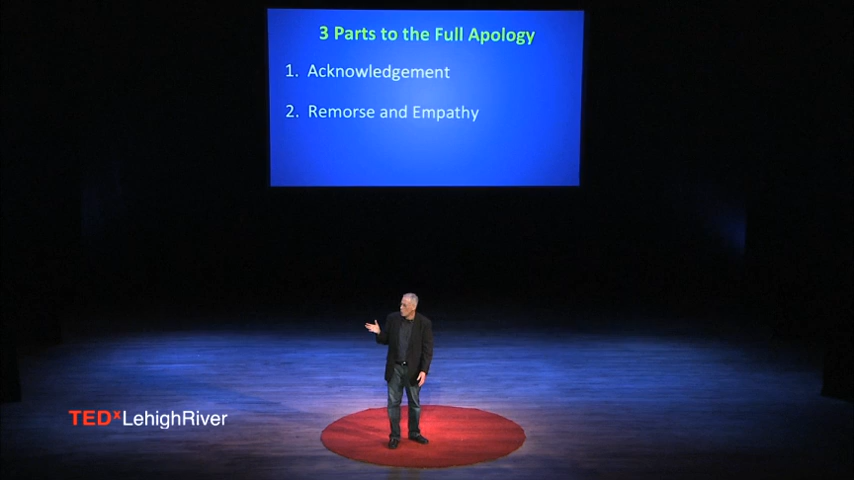 3 Parts to the Full Apology
1. Acknowledgement
2. Remorse and Empathy
TEDxLehighRiver